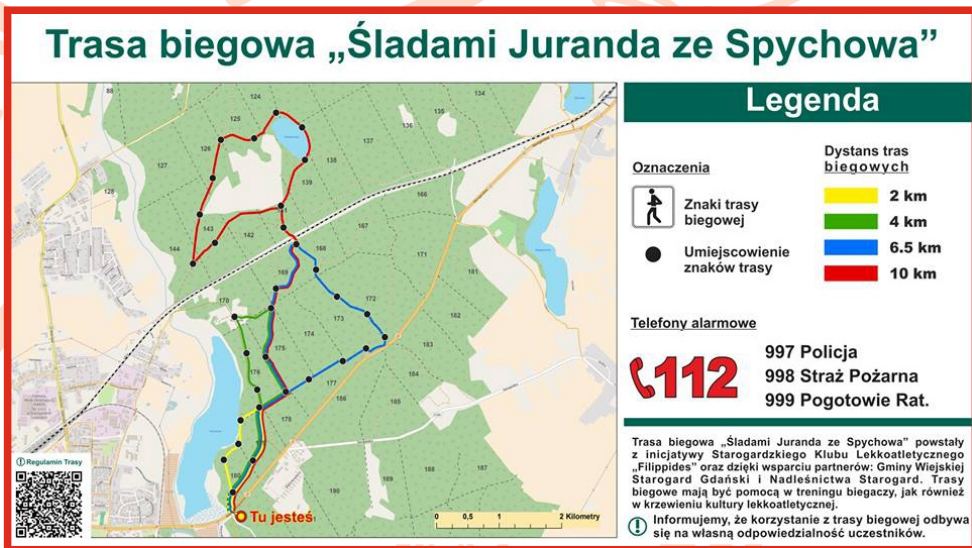 Trasa biegowa „Śladami Juranda ze Spychowa”
88
124
134
125
135
137
136
126
127
138
128
139
166
143
142
167
144
168
171
169
181
170
172
173
182
174
175
183
176
184
177
186
185
178
180
190
189
Tu jesteś
0 0,5 1 2 Kilometry
Regulamin Trasy
Legenda
Oznaczenia
Znaki trasy
biegowej
Umiejscowienie
znaków trasy
Dystans tras
biegowych
2 km
4 km
6.5 km
10 km
Telefony alarmowe
112
997 Policja
998 Straż Pożarna
999 Pogotowie Rat.
Trasa biegowa „Śladami Juranda ze Spychowa” powstały
z inicjatywy Starogardzkiego Klubu Lekkoatletycznego
„Filippides” oraz dzięki wsparciu partnerów: Gminy Wiejskiej
Starogard Gdański i Nadleśnictwa Starogard. Trasy
biegowe mają być pomocą w treningu biegaczy, jak również
w krzewieniu kultury lekkoatletycznej.
Informujemy, że korzystanie z trasy biegowej odbywa
się na własną odpowiedzialność uczestników.